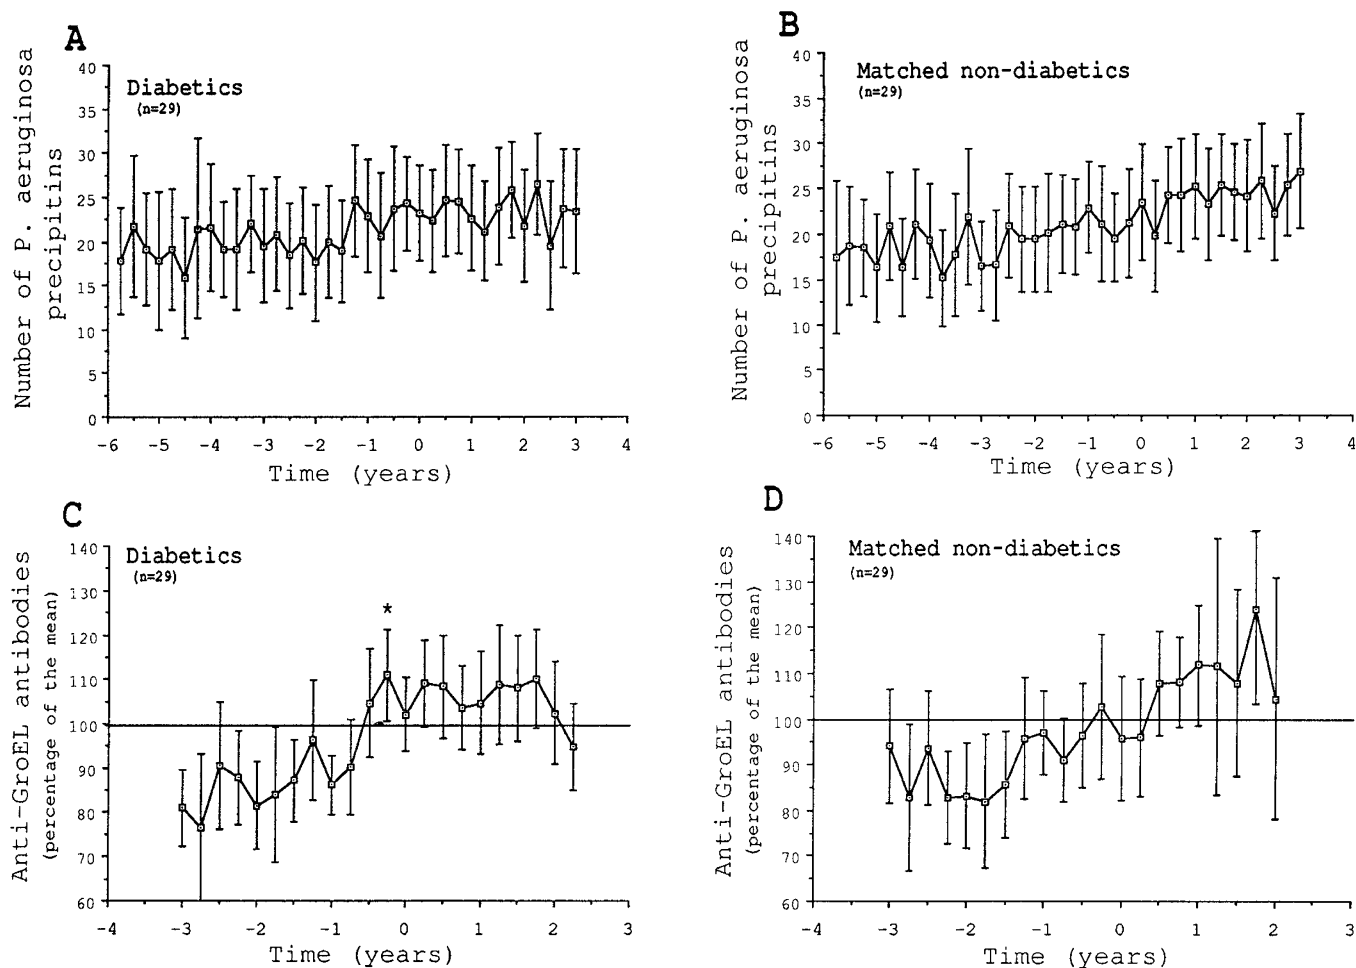 A
Diabetics
(n=29)
Number of P. aeruginosa
precipitins
40
35
30
25
20
15
10
5
0
-6 -5 -4 -3 -2 -1 0 1 2 3 4
Time (years)
B
Matched non-diabetics
(n=29)
Number of P. aeruginosa
precipitins
40
35
30
25
20
15
10
5
0
-6 -5 -4 -3 -2 -1 0 1 2 3 4
Time (years)
C
Diabetics
(n=29)
*
Anti-GroEL antibodies
(percentage of the mean)
140
130
120
110
100
90
80
70
60
-4 -3 -2 -1 0 1 2 3
Time (years)
D
Matched non-diabetics
(n=29)
Anti-GroEL antibodies
(percentage of the mean)
140
130
120
110
100
90
80
70
60
-4 -3 -2 -1 0 1 2 3
Time (years)